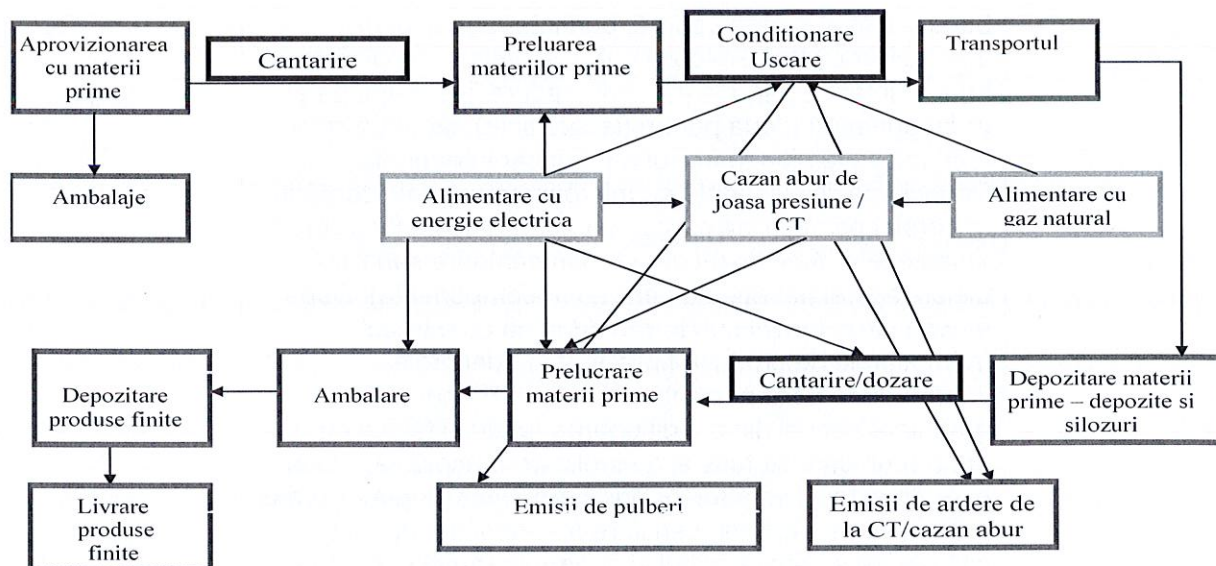 Aprovizionarea
cu materii
prime
Cantarire
Preluarea
materiilor prime
Conditionare
Uscare
Transportul
Ambalaje
Alimentare cu
energie electrica
Cazan abur de
joasa presiune /
CT
Alimentare cu
gaz natural
Depozitare
produse finite
Ambalare
Prelucrare
materii prime
Cantarire/dozare
Depozitare materii
prime – depozite si
silozuri
Livrare
produse
finite
Emisii de pulberi
Emisii de ardere de
la CT/cazan abur